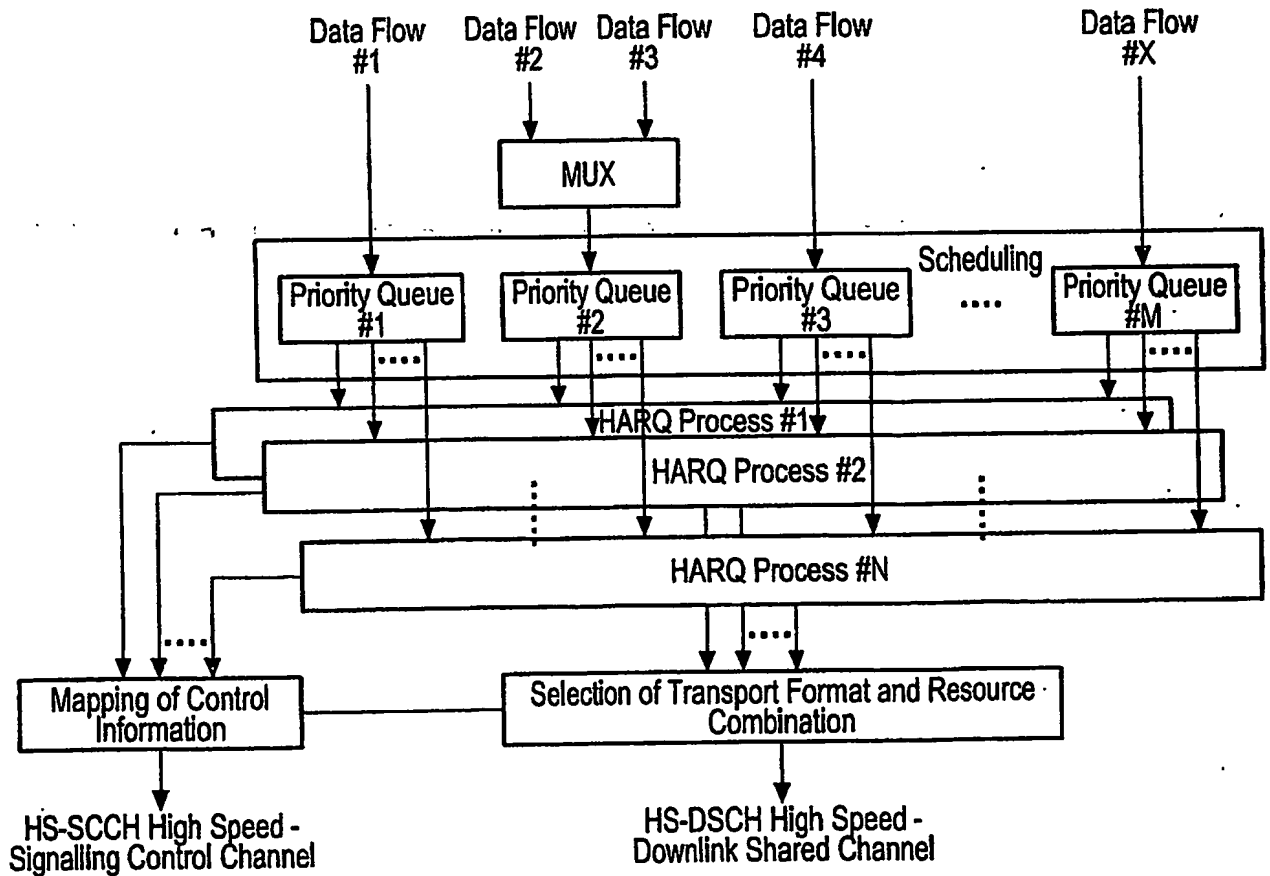 Data Flow
#1
Data Flow
#2
Data Flow
#3
Data Flow
#4
Data Flow
#X
MUX
Scheduling
Priority Queue
#1
Priority Queue
#2
Priority Queue
#3
Priority Queue
#M
HARQ Process #1
HARQ Process #2
HARQ Process #N
Mapping of Control
Information
Selection of Transport Format and Resource
Combination
HS-SCCH High Speed -
Signalling Control Channel
HS-DSCH High Speed -
Downlink Shared Channel